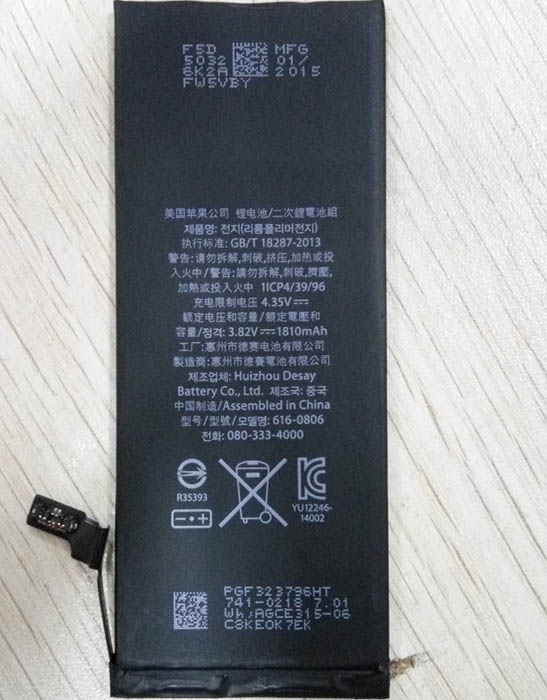 F5D
5032
6K2A
FW5VBY
MFG
01/
2015
美国苹果公司 锂电池/二次鋰電池組
제품명: 전지(리튬폴리머전지)
执行标准: GB/T 18287-2013
警告:请勿拆解,刺破,挤压,加热或投
入火中/警告:請勿拆解,刺破,擠壓,
加熱或投入火中 1ICP4/39/96
充电限制电压 4.35V⎓
额定电压和容量/額定電壓和
容量/정격: 3.82V⎓1810mAh
工厂:惠州市德赛电池有限公司
製造商:惠州市德賽電池有限公司
제조업체: Huizhou Desay
Battery Co., Ltd. 제조국: 중국
中国制造/Assembled in China
型号/型號/모델명: 616-0806
전화: 080-333-4000
R35393
YU12246-
14002
PGF323796HT
741-0218 7.01
Wh;AGCE315-06
C8KE0K7EK